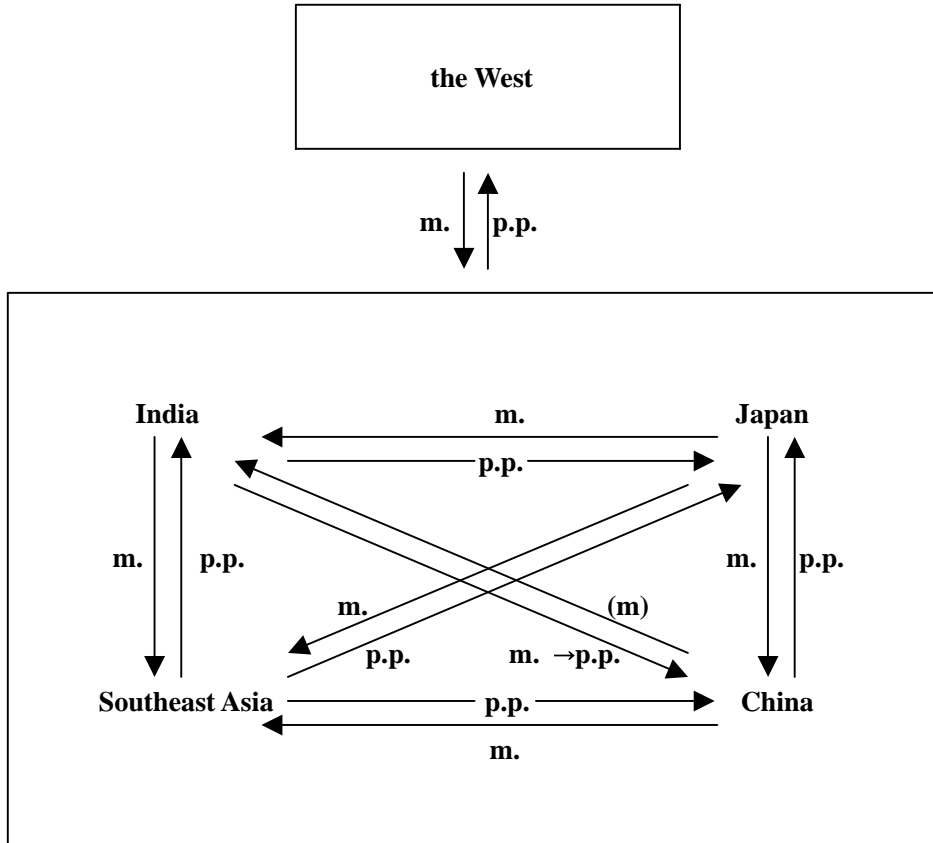 the West
m. p.p.
India m. Japan
p.p.
m. p.p. m. p.p.
m. (m)
p.p. m. →p.p.
Southeast Asia p.p. China
m.